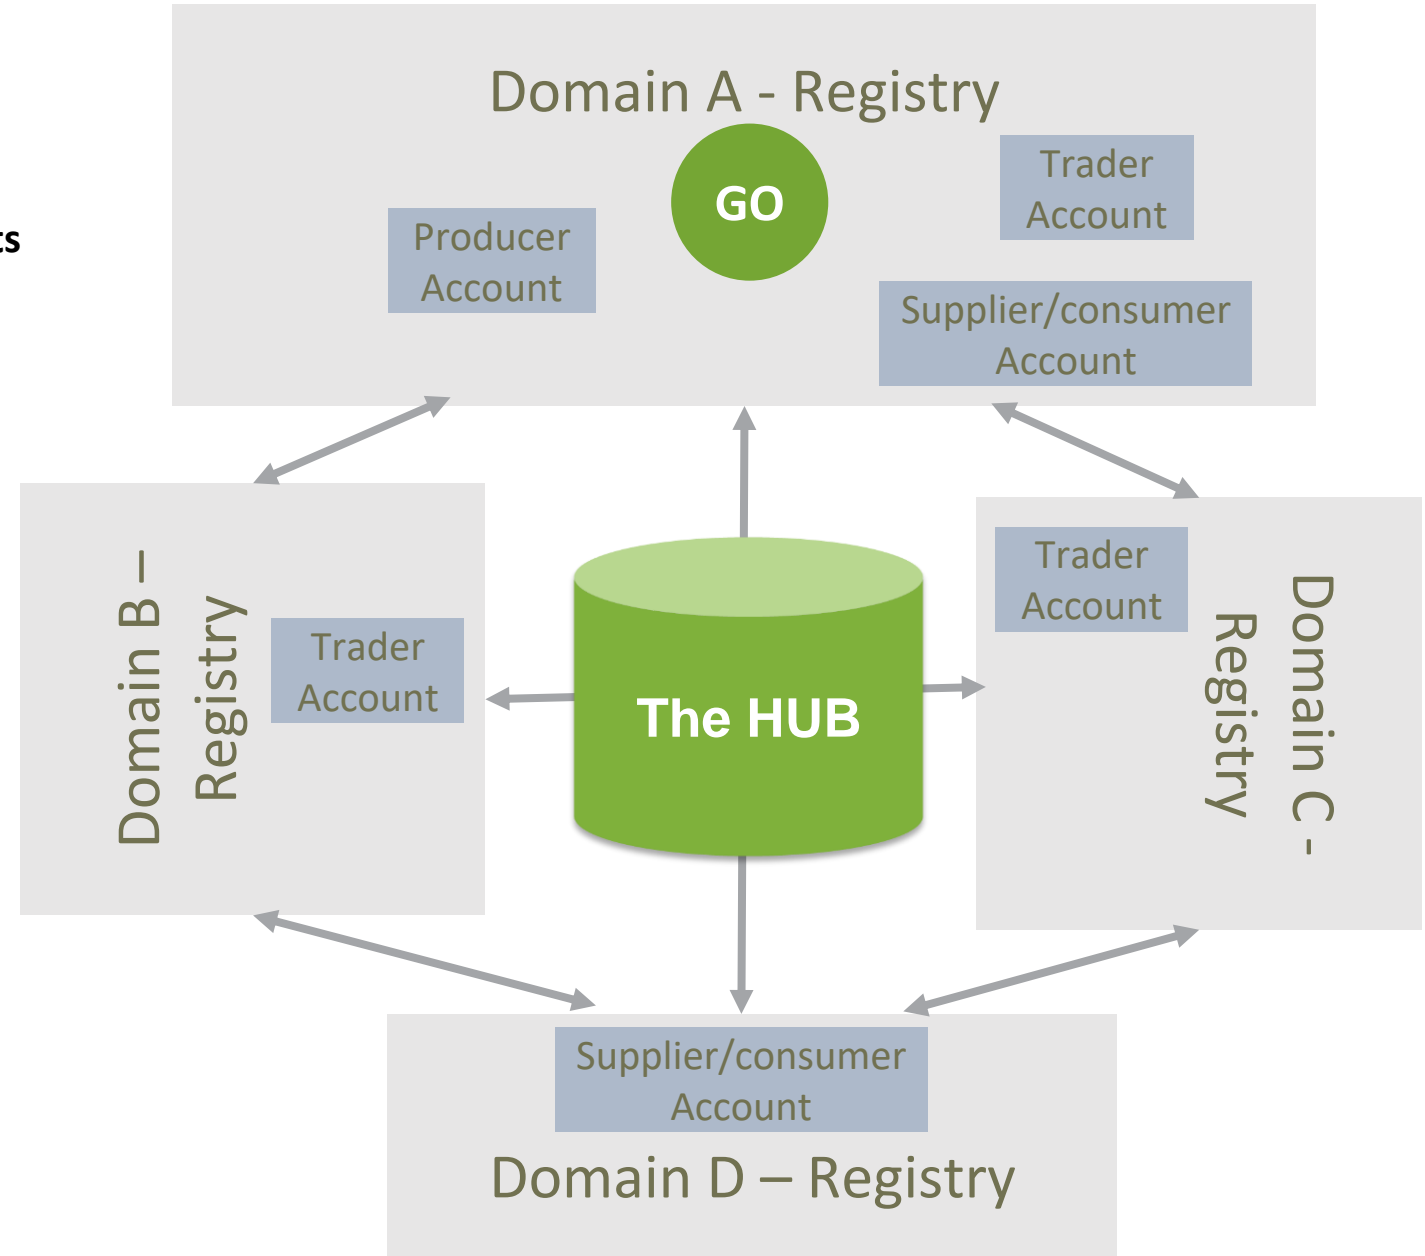 Domain A - Registry
GO
Trader
Account
ts
Producer
Account
Supplier/consumer
Account
Domain B –
Registry
Trader
Account
The HUB
Trader
Account
Domain C -
Registry
Supplier/consumer
Account
Domain D – Registry